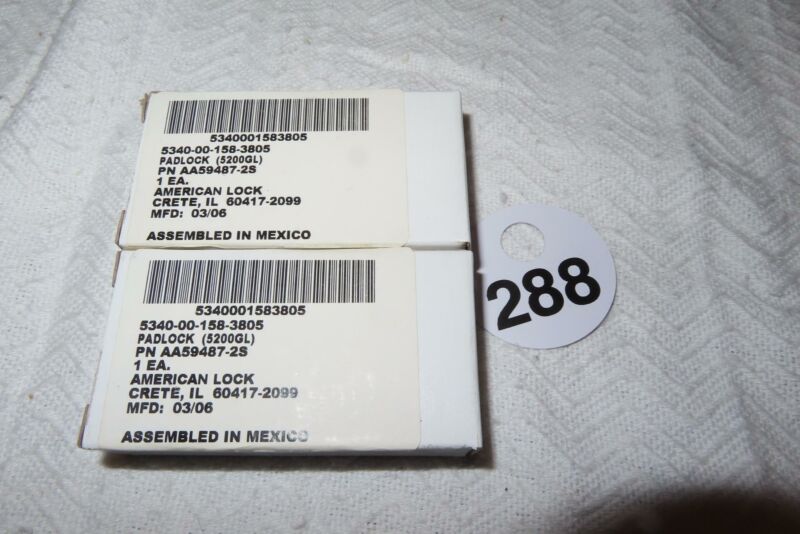 5340001583805
5340-00-158-3805
PADLOCK (5200GL)
PN AA59487-2S
1 EA.
AMERICAN LOCK
CRETE, IL 60417-2099
MFD: 03/06
ASSEMBLED IN MEXICO
5340001583805
5340-00-158-3805
PADLOCK (5200GL)
PN AA59487-2S
1 EA.
AMERICAN LOCK
CRETE, IL 60417-2099
MFD: 03/06
ASSEMBLED IN MEXICO
288